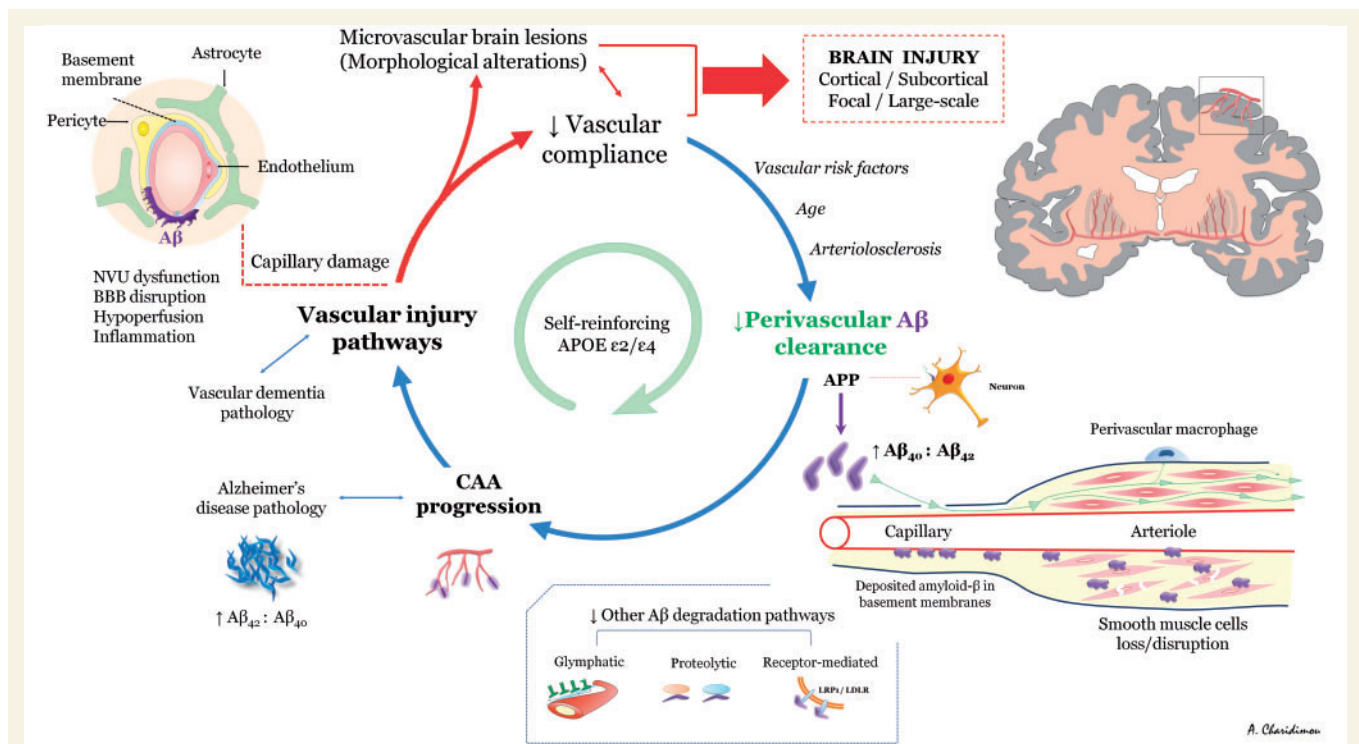 Microvascular brain lesions
(Morphological alterations)
BRAIN INJURY
Cortical / Subcortical
Focal / Large-scale
Astrocyte
Basement
membrane
Pericyte
Endothelium
Aβ
↓ Vascular
compliance
Vascular risk factors
Age
Arteriolosclerosis
Capillary damage
NVU dysfunction
BBB disruption
Hypoperfusion
Inflammation
Vascular injury
pathways
Self-reinforcing
APOE ε2/ε4
↓Perivascular Aβ
clearance
APP
Neuron
Vascular dementia
pathology
↑ Aβ₄₀ : Aβ₄₂
Perivascular macrophage
CAA
progression
Alzheimer's
disease pathology
↑ Aβ₄₂ : Aβ₄₀
Capillary
Arteriole
Deposited amyloid-β in
basement membranes
Smooth muscle cells
loss/disruption
↓ Other Aβ degradation pathways
Glymphatic
Proteolytic
Receptor-mediated
LRP1/ LDLR
A. Charidimou